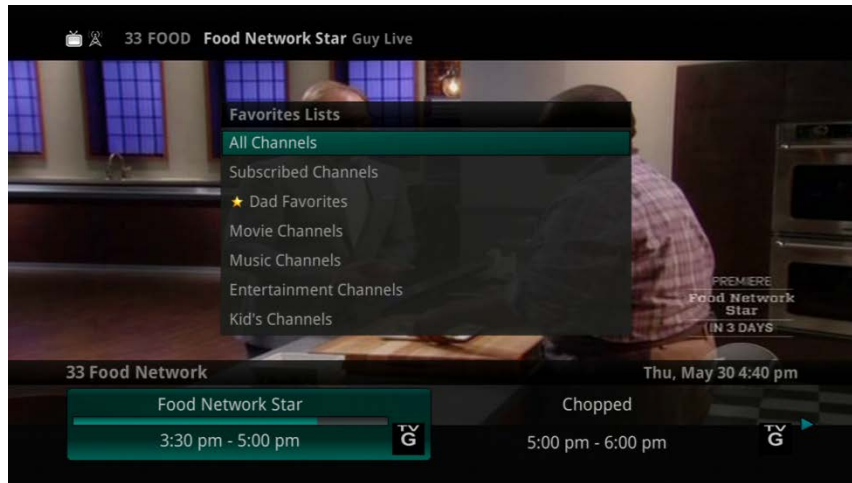 33 FOOD Food Network Star Guy Live
Favorites Lists
All Channels
Subscribed Channels
Dad Favorites
Movie Channels
Music Channels
Entertainment Channels
Kid's Channels
PREMIERE
Food Network
Star
IN 3 DAYS
33 Food Network
Thu, May 30 4:40 pm
Food Network Star
3:30 pm - 5:00 pm
TV
G
Chopped
5:00 pm - 6:00 pm
TV
G